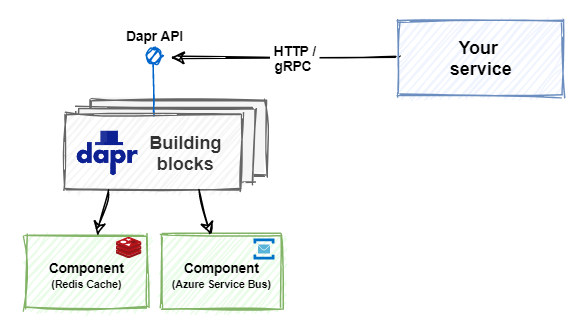 Dapr API
HTTP /
gRPC
Your
service
dapr
Building
blocks
Component
(Redis Cache)
Component
(Azure Service Bus)